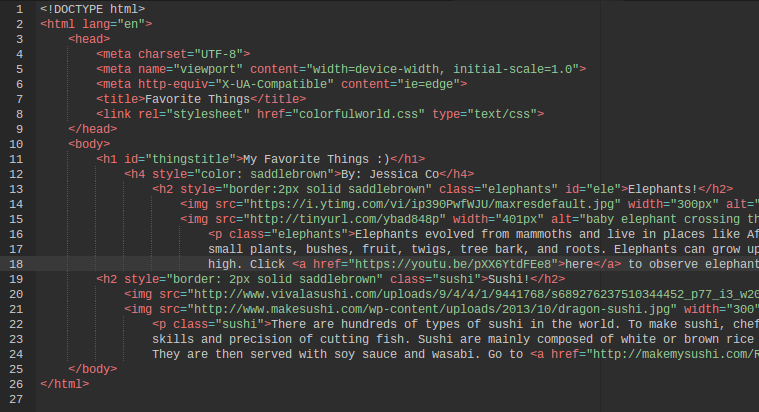 1 <!DOCTYPE html>
2 <html lang="en">
3 <head>
4 <meta charset="UTF-8">
5 <meta name="viewport" content="width=device-width, initial-scale=1.0">
6 <meta http-equiv="X-UA-Compatible" content="ie=edge">
7 <title>Favorite Things</title>
8 <link rel="stylesheet" href="colorfulworld.css" type="text/css">
9 </head>
10 <body>
11 <h1 id="thingstitle">My Favorite Things :)</h1>
12 <h4 style="color: saddlebrown">By: Jessica Co</h4>
13 <h2 style="border:2px solid saddlebrown" class="elephants" id="ele">Elephants!</h2>
14 <img src="https://i.ytimg.com/vi/ip390PwfWJU/maxresdefault.jpg" width="300px" alt="
15 <img src="http://tinyurl.com/ybad848p" width="401px" alt="baby elephant crossing th
16 <p class="elephants">Elephants evolved from mammoths and live in places like Af
17 small plants, bushes, fruit, twigs, tree bark, and roots. Elephants can grow up
18 high. Click <a href="https://youtu.be/pXX6YtdFEe8">here</a> to observe elephant
19 <h2 style="border: 2px solid saddlebrown" class="sushi">Sushi!</h2>
20 <img src="http://www.vivalasushi.com/uploads/9/4/4/1/9441768/s689276237510344452_p77_i3_w20
21 <img src="http://www.makesushi.com/wp-content/uploads/2013/10/dragon-sushi.jpg" width="300"
22 <p class="sushi">There are hundreds of types of sushi in the world. To make sushi, chef
23 skills and precision of cutting fish. Sushi are mainly composed of white or brown rice
24 They are then served with soy sauce and wasabi. Go to <a href="http://makemysushi.com/R
25 </body>
26 </html>
27